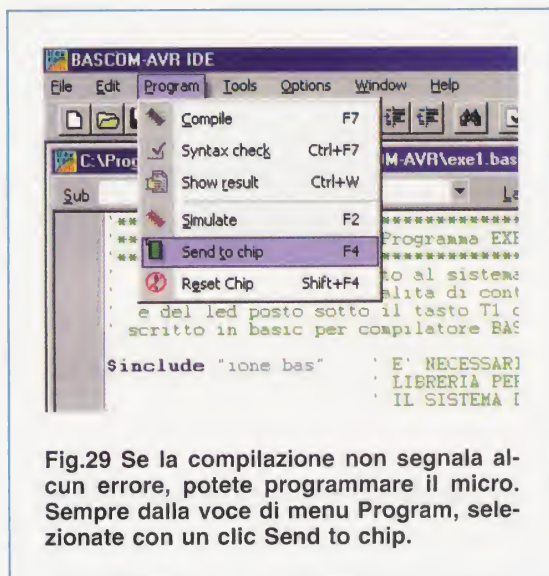 BASCOM-AVR IDE
File Edit Program Tools Options Window Help
Compile F7
Syntax check Ctrl+F7
Show result Ctrl+W
Simulate F2
Send to chip F4
Reset Chip Shift+F4
C:\Prog M-AVR\exe1.bas
Sub
Programma EXE
to al sistema
alita di cont
e del led posto sotto il tasto T1
scritto in basic per compilatore BAS
$include "ione bas" ' E' NECESSARI
' LIBRERIA PER
' IL SISTEMA D
Fig.29 Se la compilazione non segnala al-
cun errore, potete programmare il micro.
Sempre dalla voce di menu Program, sele-
zionate con un clic Send to chip.